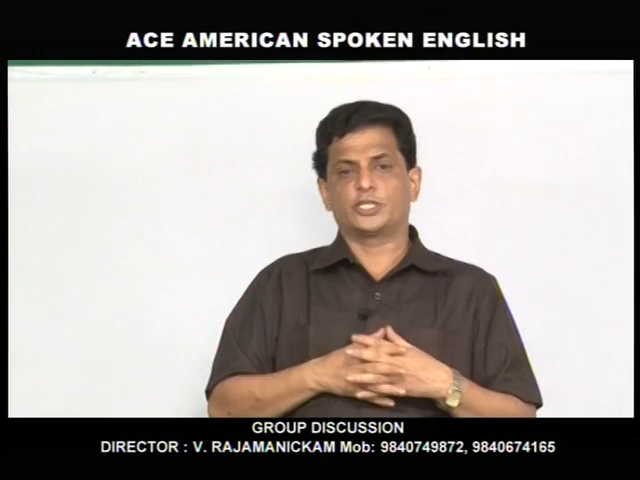 ACE AMERICAN SPOKEN ENGLISH
GROUP DISCUSSION
DIRECTOR : V. RAJAMANICKAM Mob: 9840749872, 9840674165